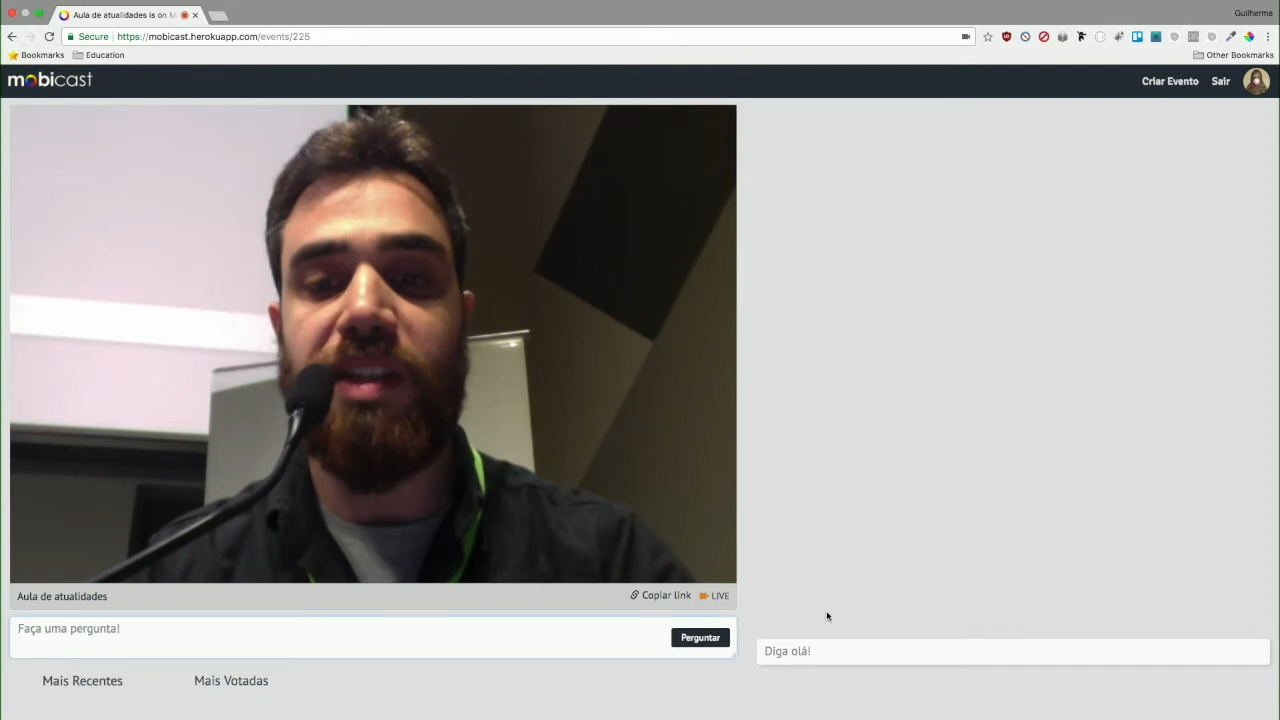 Guilherme
Aula de atualidades is on M
Secure https://mobicast.herokuapp.com/events/225
Bookmarks Education Other Bookmarks
mobicast Criar Evento Sair
Aula de atualidades Copiar link LIVE
Faça uma pergunta! Perguntar
Diga olá!
Mais Recentes Mais Votadas